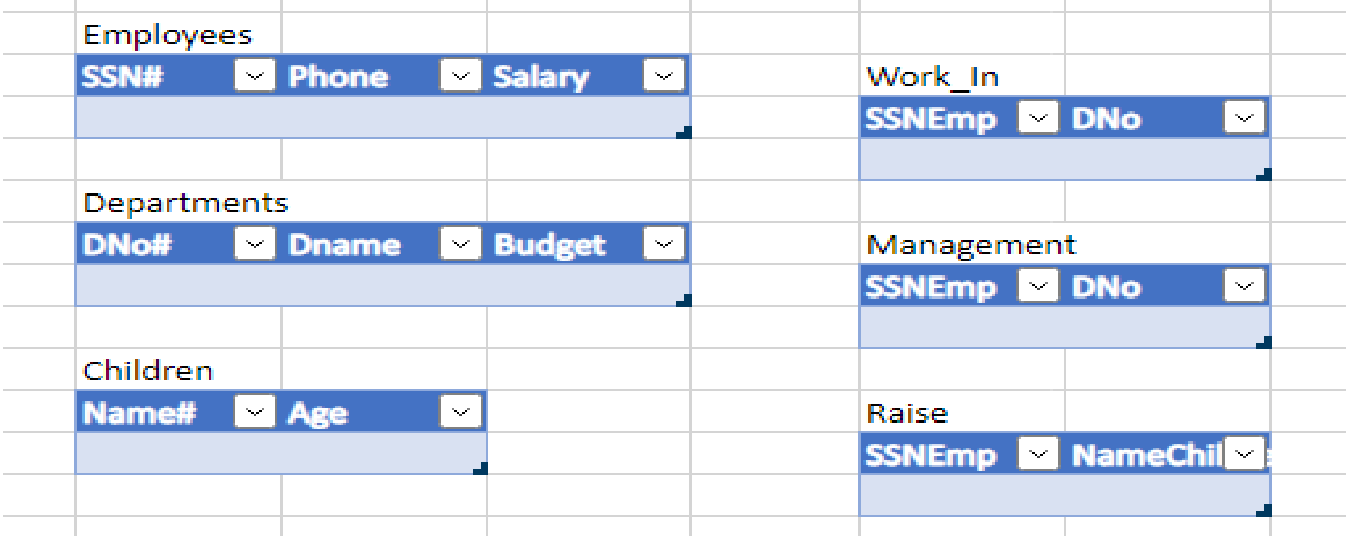 Employees
SSN# Phone Salary
Departments
DNo# Dname Budget
Children
Name# Age
Work_In
SSNEmp DNo
Management
SSNEmp DNo
Raise
SSNEmp